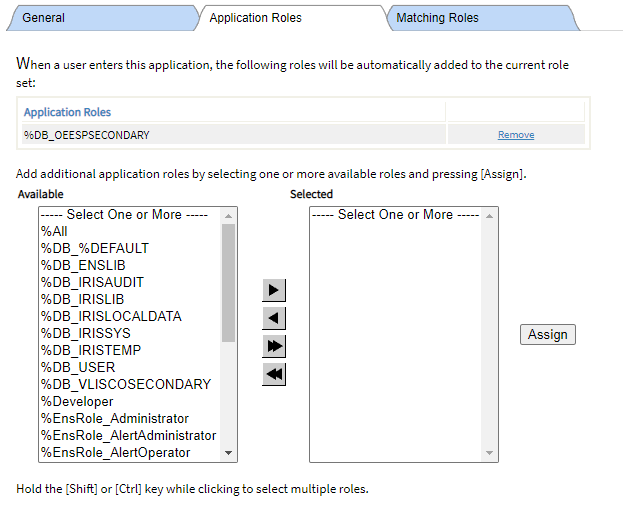 General Application Roles Matching Roles
When a user enters this application, the following roles will be automatically added to the current role
set:
Application Roles
%DB_OEESPSECONDARY Remove
Add additional application roles by selecting one or more available roles and pressing [Assign].
Available Selected
----- Select One or More ----- ----- Select One or More -----
%All
%DB_%DEFAULT
%DB_ENSLIB
%DB_IRISAUDIT
%DB_IRISLIB
%DB_IRISLOCALDATA
%DB_IRISSYS
%DB_IRISTEMP
%DB_USER
%DB_VLISCOSECONDARY
%Developer
%EnsRole_Administrator
%EnsRole_AlertAdministrator
%EnsRole_AlertOperator
Assign
Hold the [Shift] or [Ctrl] key while clicking to select multiple roles.